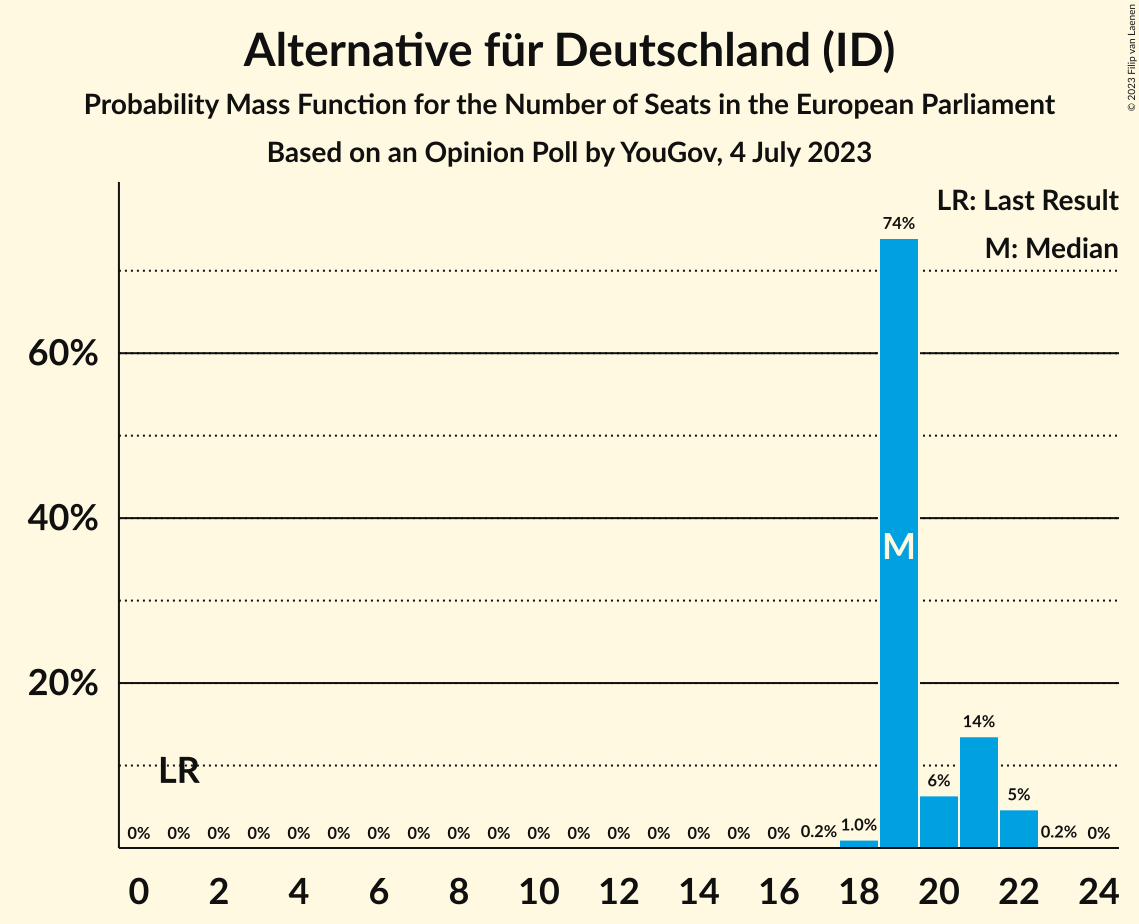 Alternative für Deutschland (ID)
Probability Mass Function for the Number of Seats in the European Parliament
Based on an Opinion Poll by YouGov, 4 July 2023
© 2023 Filip van Laenen
LR: Last Result
M: Median
74%
60%
40%
M
20%
14%
LR
6%
5%
0% 0% 0% 0% 0% 0% 0% 0% 0% 0% 0% 0% 0% 0% 0% 0% 0% 0.2% 1.0% 0.2% 0%
0 2 4 6 8 10 12 14 16 18 20 22 24